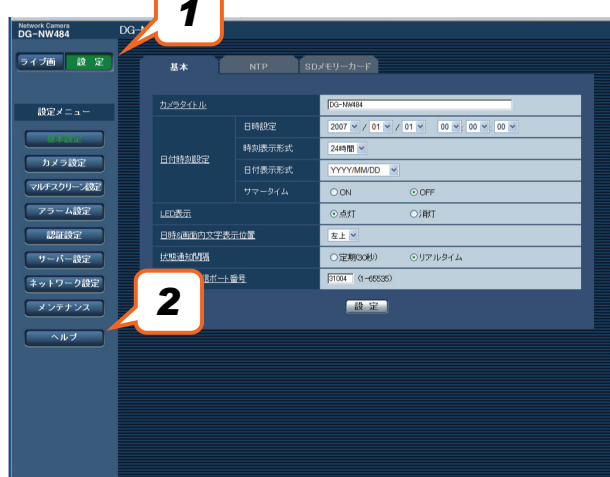 Network Camera
DG-NW484
DG-N
1
ライブ画 設 定
基本 NTP SDメモリーカード
設定メニュー
基本設定
カメラ設定
マルチスクリーン設定
アラーム設定
認証設定
サーバー設定
ネットワーク設定
メンテナンス
ヘルプ
2
カメラタイトル DG-NW484
日付時刻設定
日時設定 2007 / 01 / 01 00 : 00 : 00
時刻表示形式 24時間
日付表示形式 YYYY/MM/DD
サマータイム ON OFF
LED表示 点灯 消灯
日時&画面内文字表示位置 左上
状態通知間隔 定期(30秒) リアルタイム
信ポート番号 31004 (1-65535)
設 定